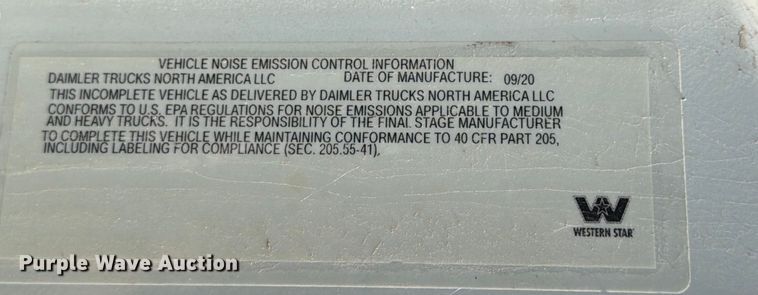 VEHICLE NOISE EMISSION CONTROL INFORMATION
DAIMLER TRUCKS NORTH AMERICA LLC DATE OF MANUFACTURE: 09/20
THIS INCOMPLETE VEHICLE AS DELIVERED BY DAIMLER TRUCKS NORTH AMERICA LLC
CONFORMS TO U.S. EPA REGULATIONS FOR NOISE EMISSIONS APPLICABLE TO MEDIUM
AND HEAVY TRUCKS. IT IS THE RESPONSIBILITY OF THE FINAL STAGE MANUFACTURER
TO COMPLETE THIS VEHICLE WHILE MAINTAINING CONFORMANCE TO 40 CFR PART 205,
INCLUDING LABELING FOR COMPLIANCE (SEC. 205.55-41).
WESTERN STAR
Purple Wave Auction